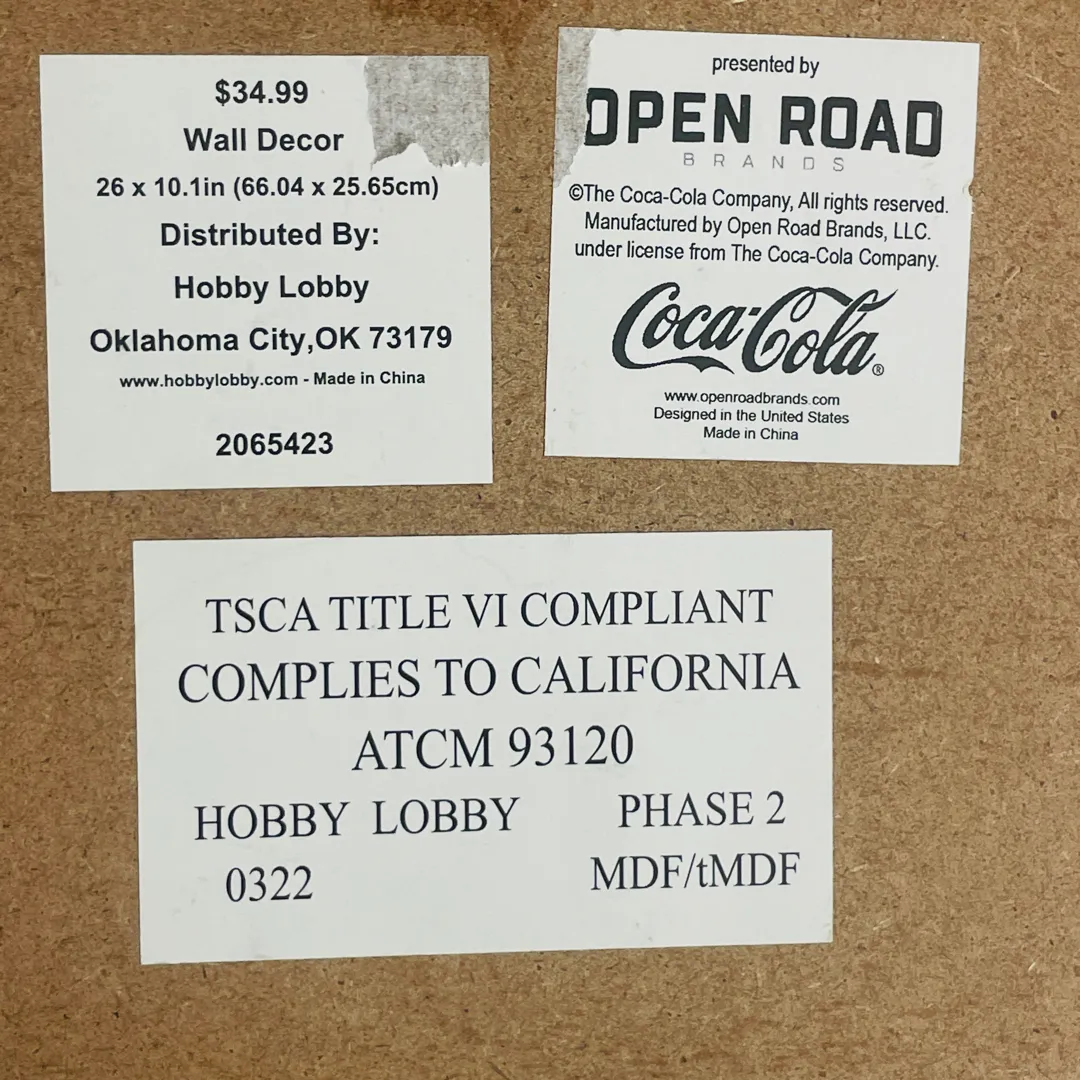 $34.99
Wall Decor
26 x 10.1in (66.04 x 25.65cm)
Distributed By:
Hobby Lobby
Oklahoma City,OK 73179
www.hobbylobby.com - Made in China
2065423
presented by
OPEN ROAD
BRANDS
©The Coca-Cola Company, All rights reserved.
Manufactured by Open Road Brands, LLC.
under license from The Coca-Cola Company.
Coca-Cola®
www.openroadbrands.com
Designed in the United States
Made in China
TSCA TITLE VI COMPLIANT
COMPLIES TO CALIFORNIA
ATCM 93120
HOBBY LOBBY PHASE 2
0322 MDF/tMDF